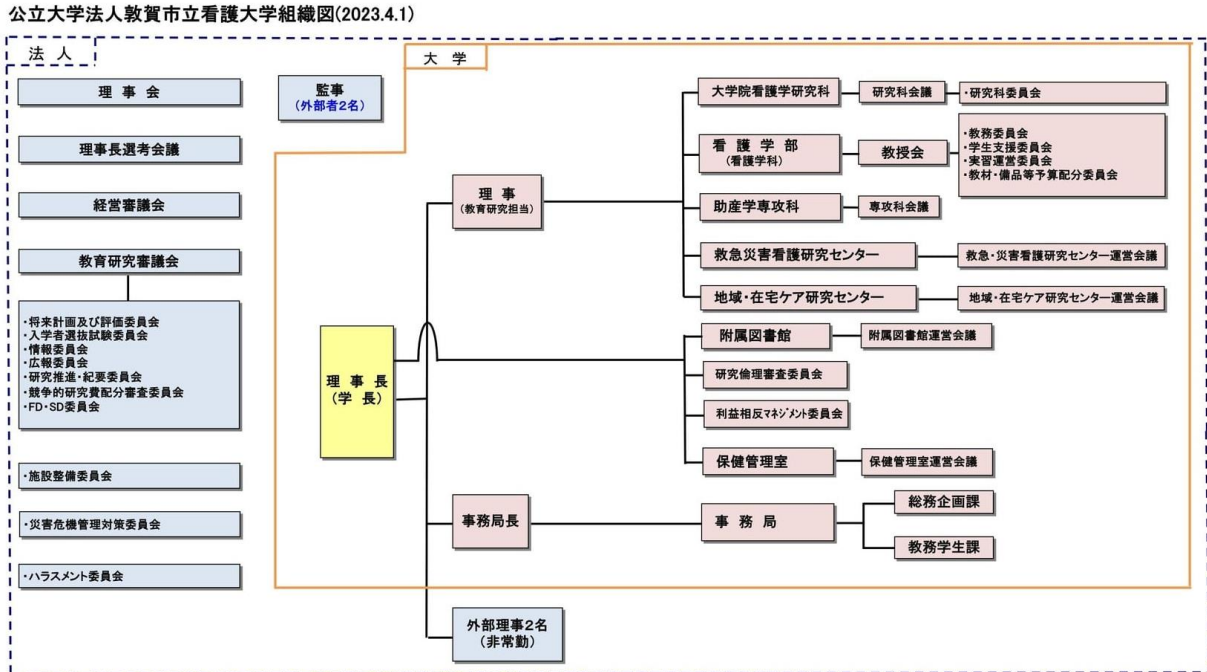 公立大学法人敦賀市立看護大学組織図(2023.4.1)
法 人
大 学
理 事 会
理事長選考会議
経営審議会
教育研究審議会
・将来計画及び評価委員会
・入学者選抜試験委員会
・情報委員会
・広報委員会
・研究推進・紀要委員会
・競争的研究費配分審査委員会
・FD・SD委員会
・施設整備委員会
・災害危機管理対策委員会
・ハラスメント委員会
監事
(外部者2名)
理 事 長
(学 長)
理 事
(教育研究担当)
大学院看護学研究科
研究科会議
・研究科委員会
看 護 学 部
(看護学科)
教授会
・教務委員会
・学生支援委員会
・実習運営委員会
・教材・備品等予算配分委員会
助産学専攻科
専攻科会議
救急災害看護研究センター
救急・災害看護研究センター運営会議
地域・在宅ケア研究センター
地域・在宅ケア研究センター運営会議
附属図書館
附属図書館運営会議
研究倫理審査委員会
利益相反マネジメント委員会
保健管理室
保健管理室運営会議
事務局長
事 務 局
総務企画課
教務学生課
外部理事2名
(非常勤)